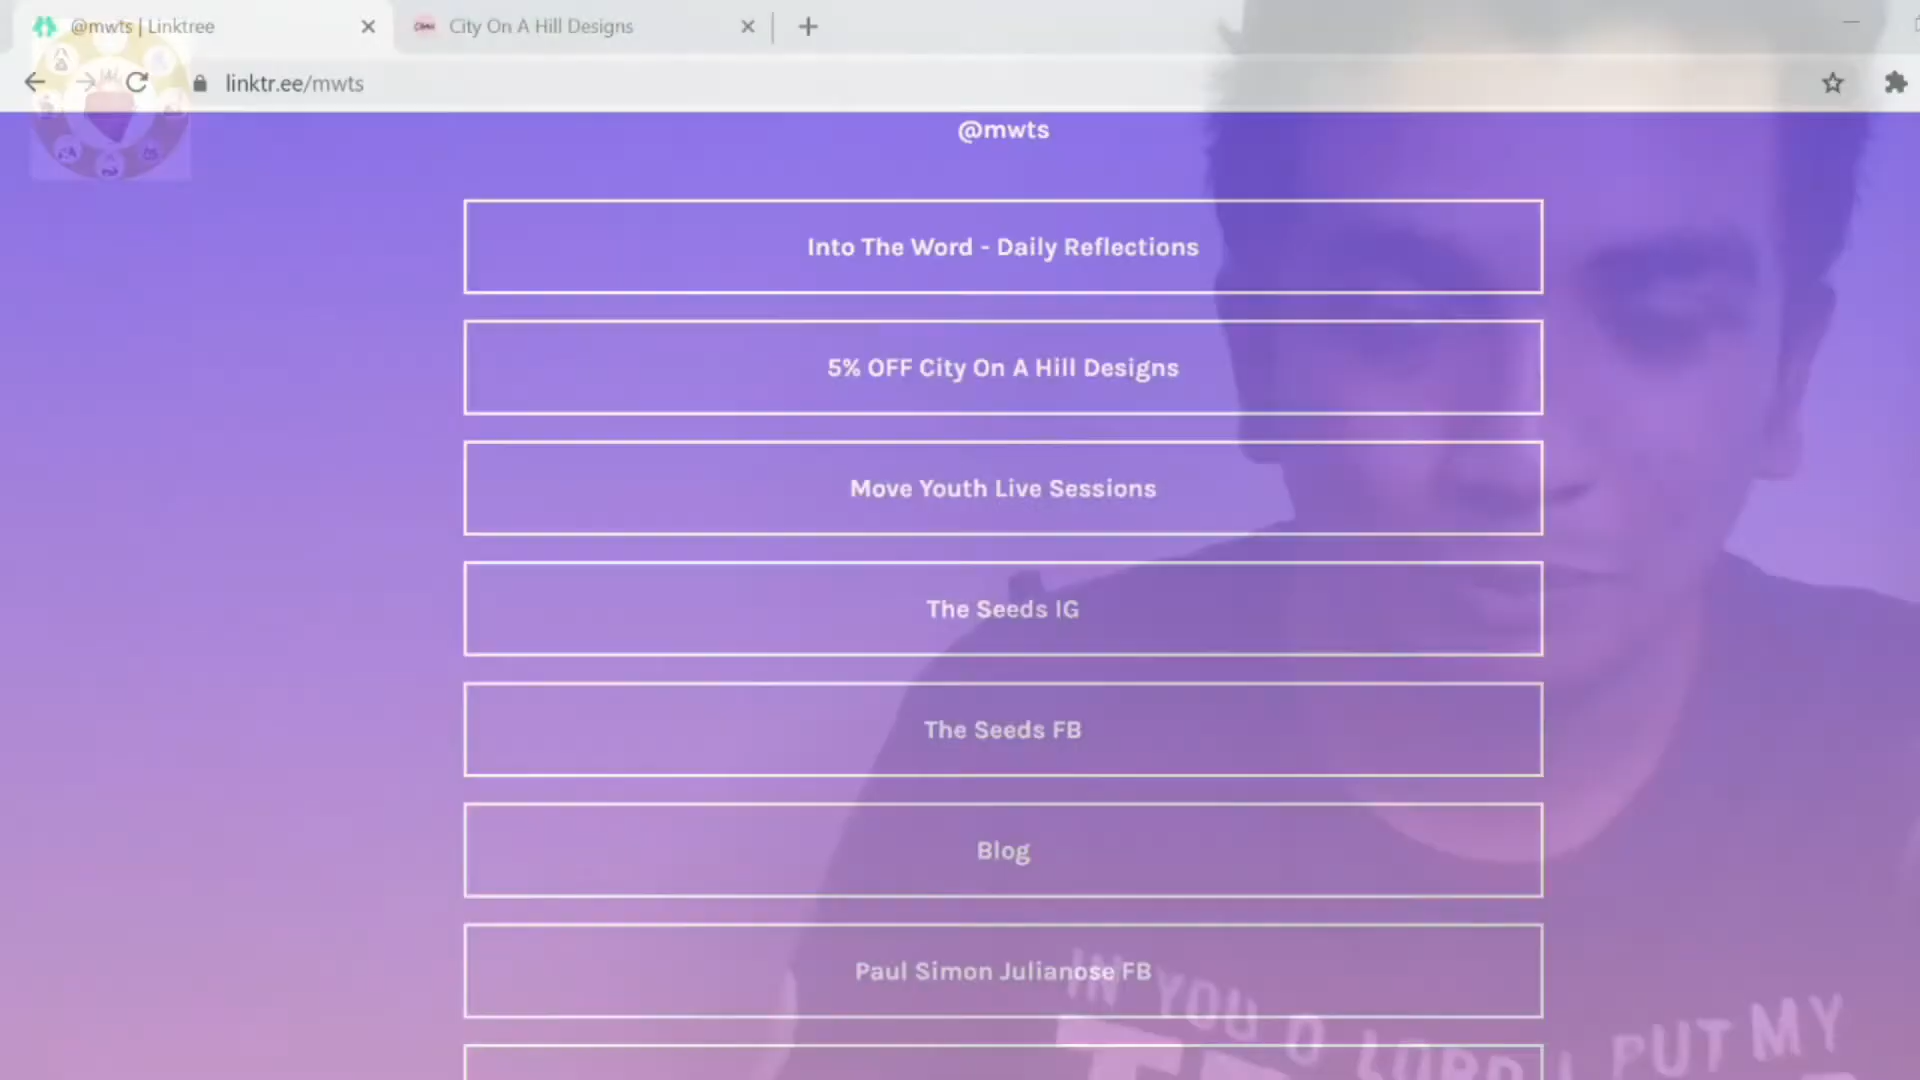 @mwts | Linktree
City On A Hill Designs
linktr.ee/mwts
@mwts
Into The Word - Daily Reflections
5% OFF City On A Hill Designs
Move Youth Live Sessions
The Seeds IG
The Seeds FB
Blog
Paul Simon Julianose FB
IN YOU O LORD I PUT MY